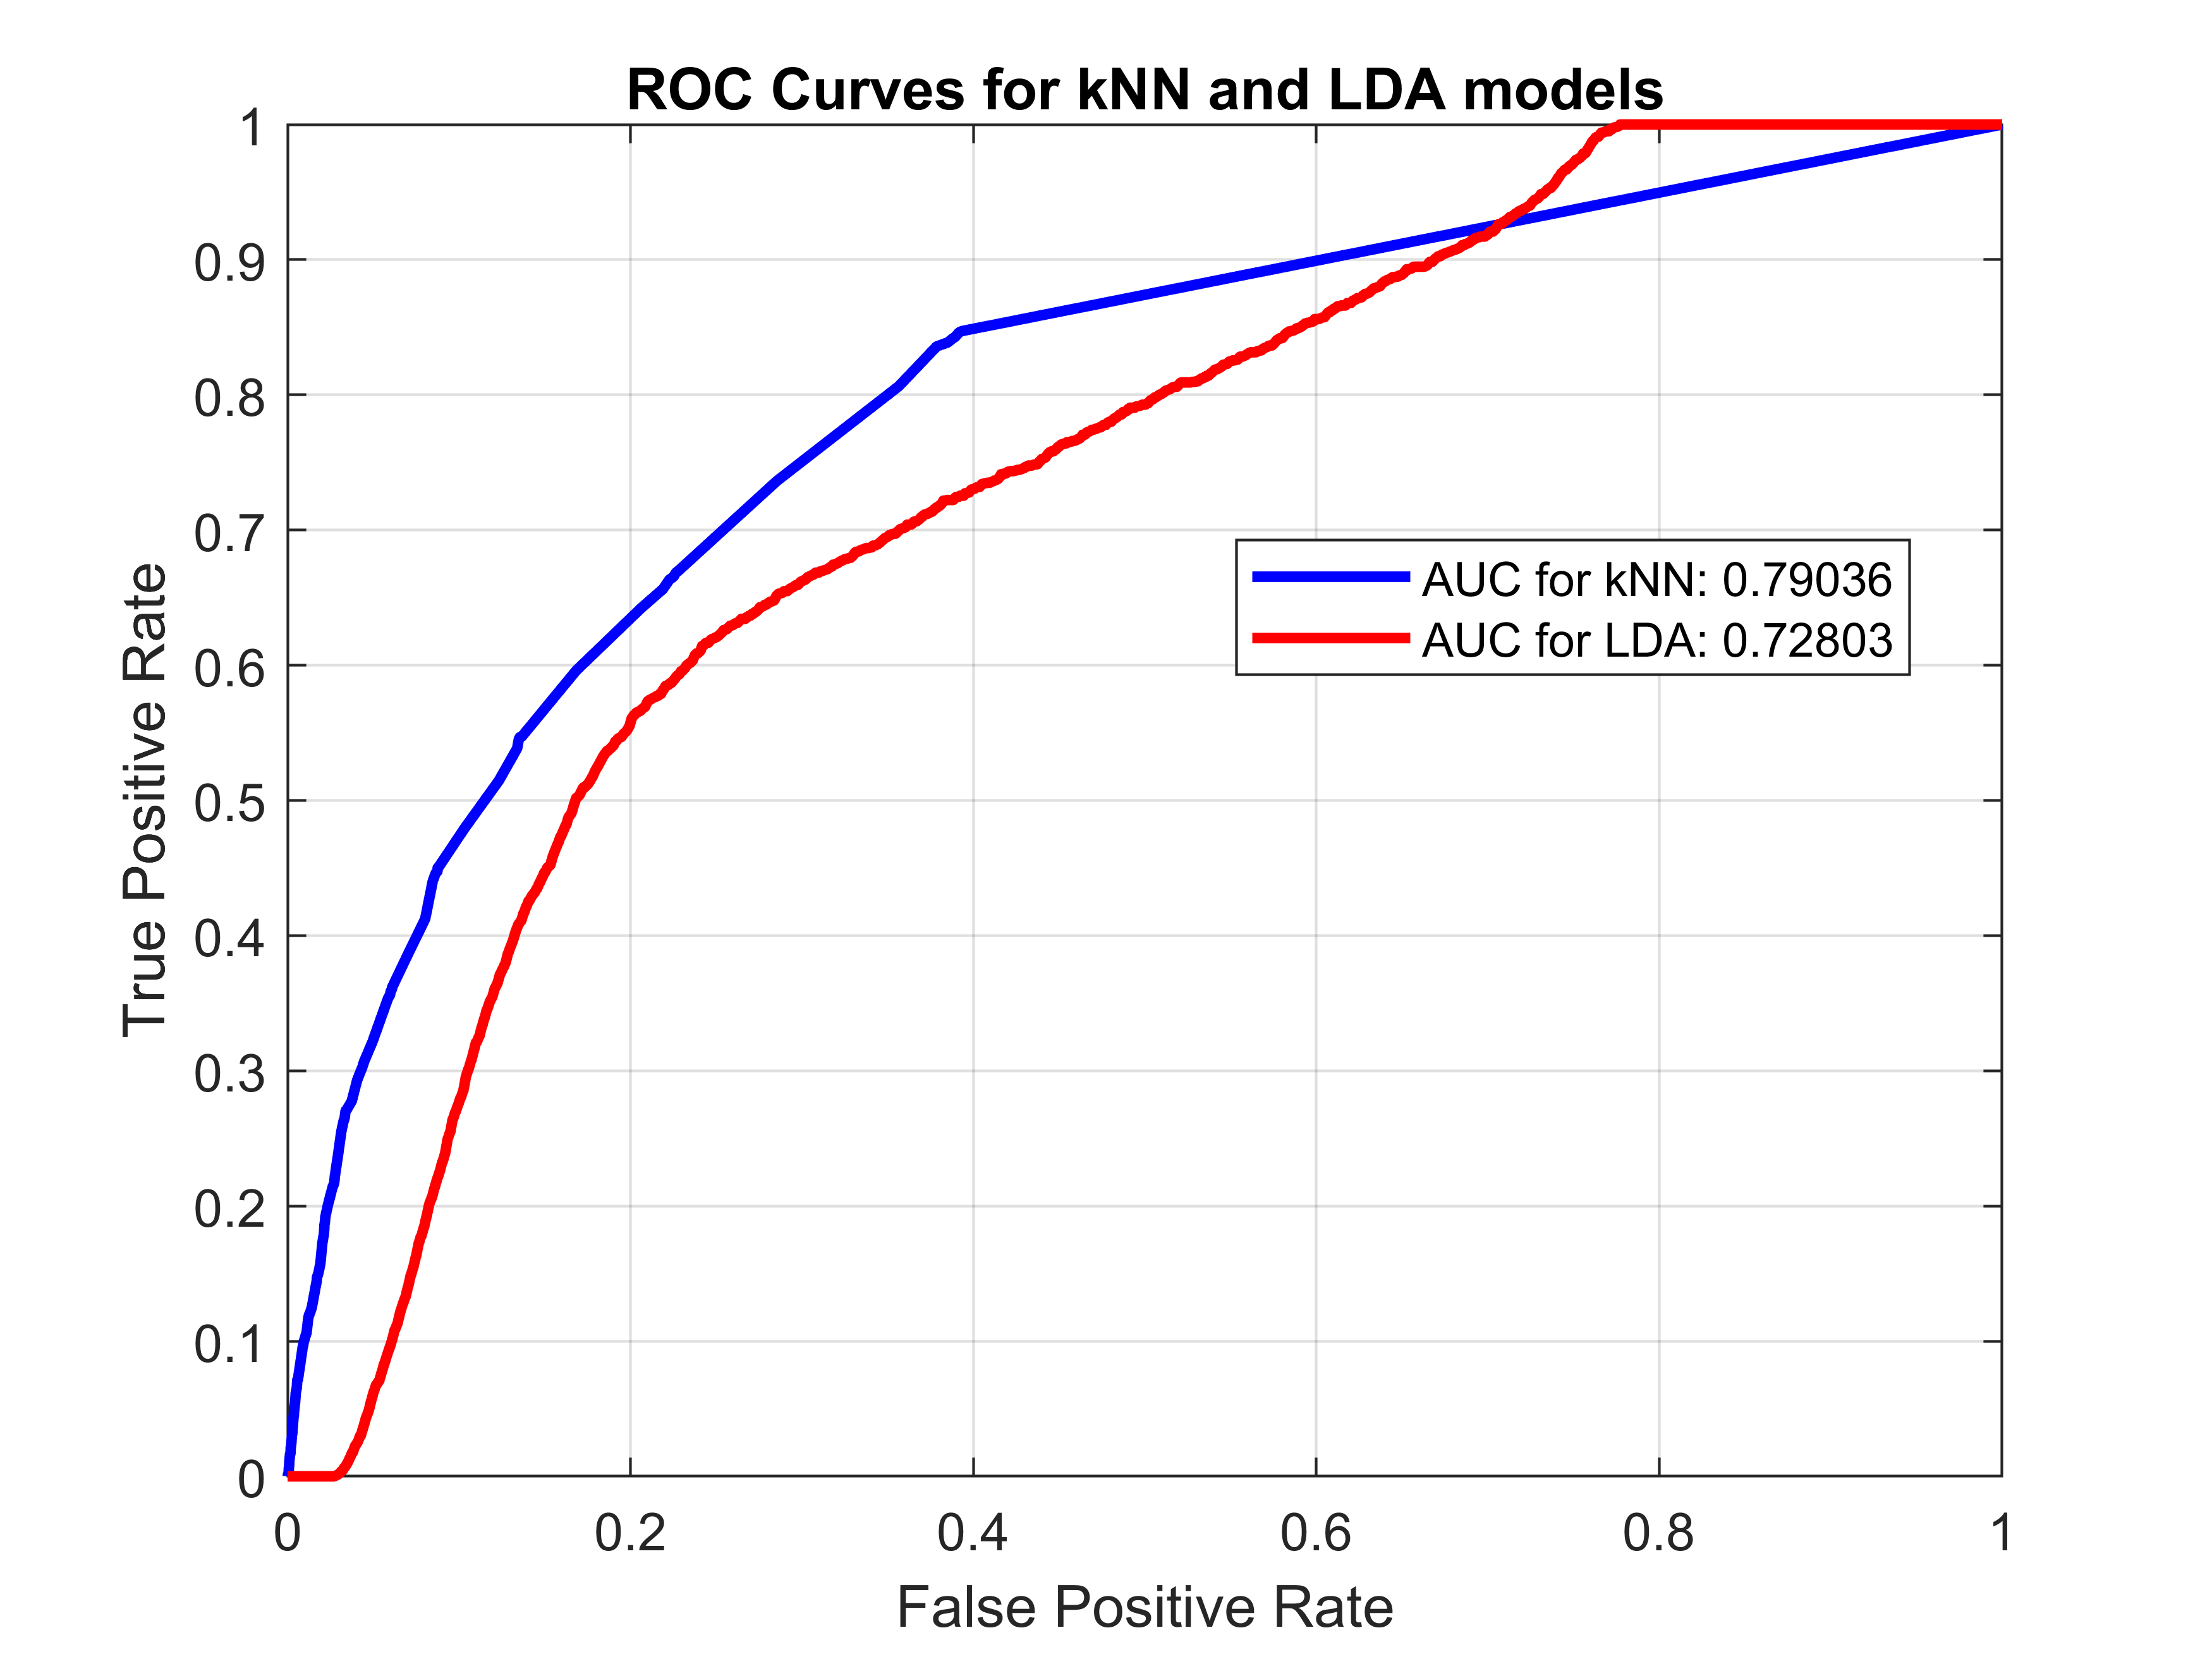 ROC Curves for kNN and LDA models
1
0.9
0.8
0.7
0.6
0.5
0.4
0.3
0.2
0.1
0
True Positive Rate
AUC for kNN: 0.79036
AUC for LDA: 0.72803
0 0.2 0.4 0.6 0.8 1
False Positive Rate